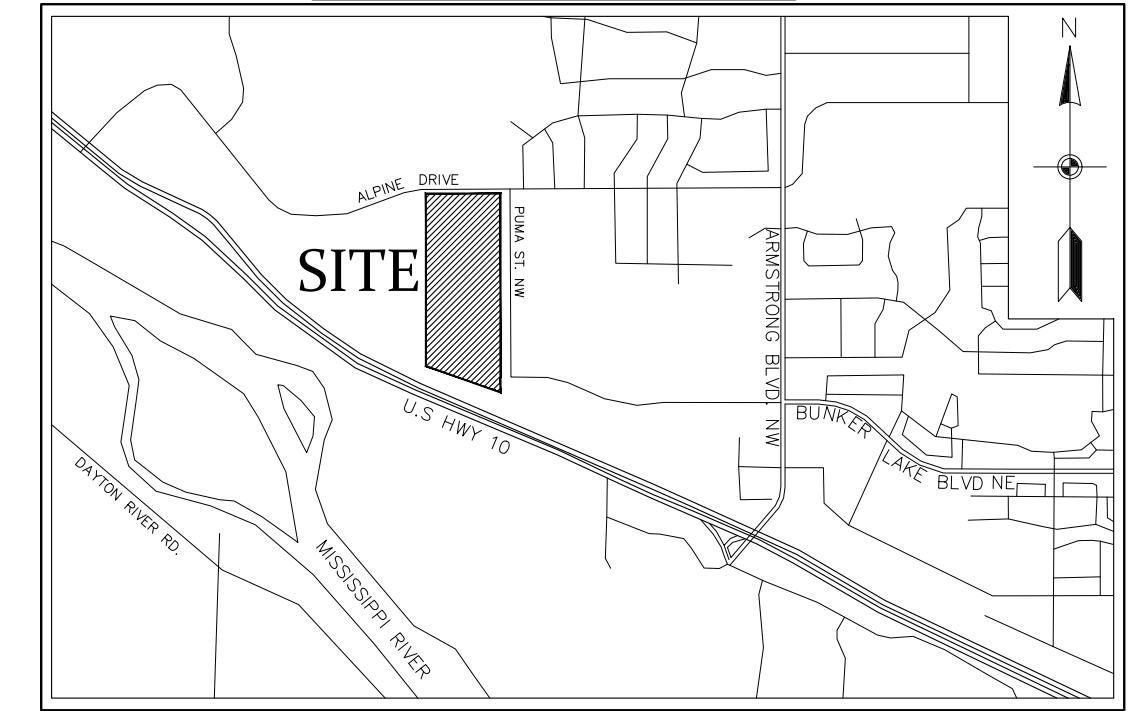 N
ALPINE DRIVE
PUMA ST. NW
SITE
ARMSTRONG BLVD. NW
U.S HWY 10
BUNKER
LAKE BLVD NE
DAYTON RIVER RD.
MISSISSIPPI RIVER